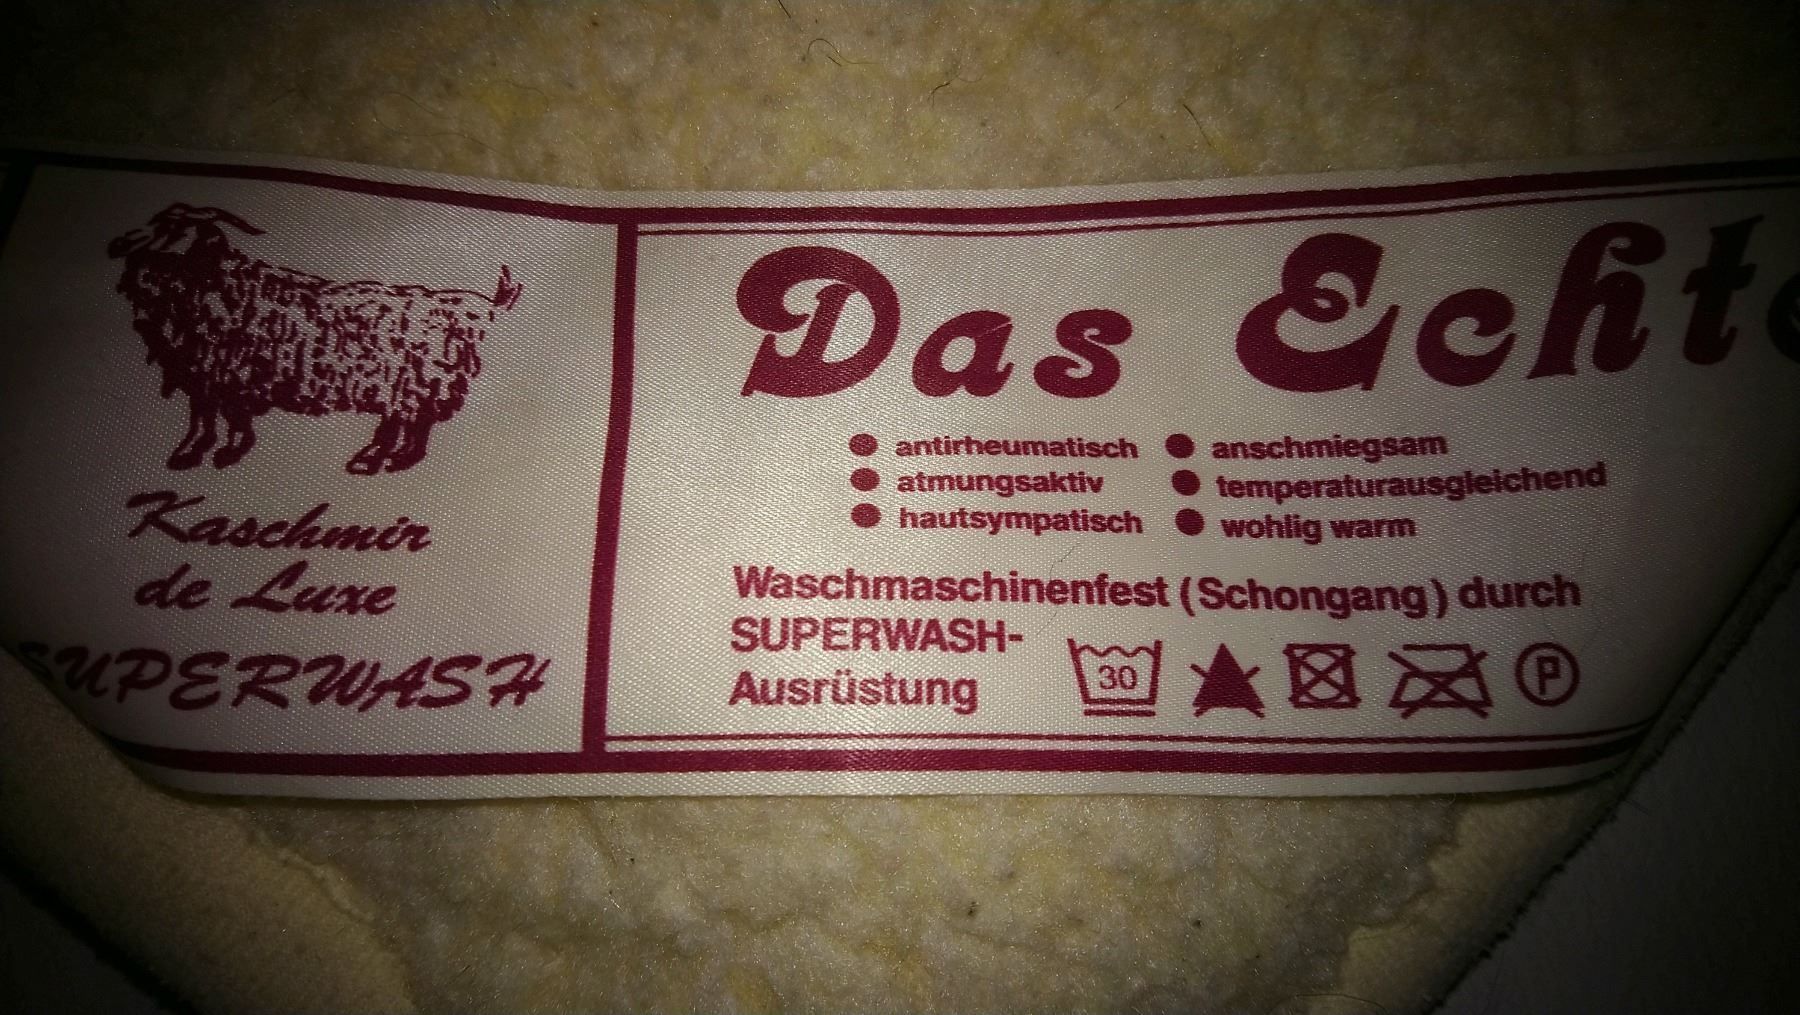 Kaschmir
de Luxe
SUPERWASH
Das Echte
antirheumatisch
atmungsaktiv
hautsympatisch
anschmiegsam
temperaturausgleichend
wohlig warm
Waschmaschinenfest (Schongang) durch
SUPERWASH-
Ausrüstung
30
P